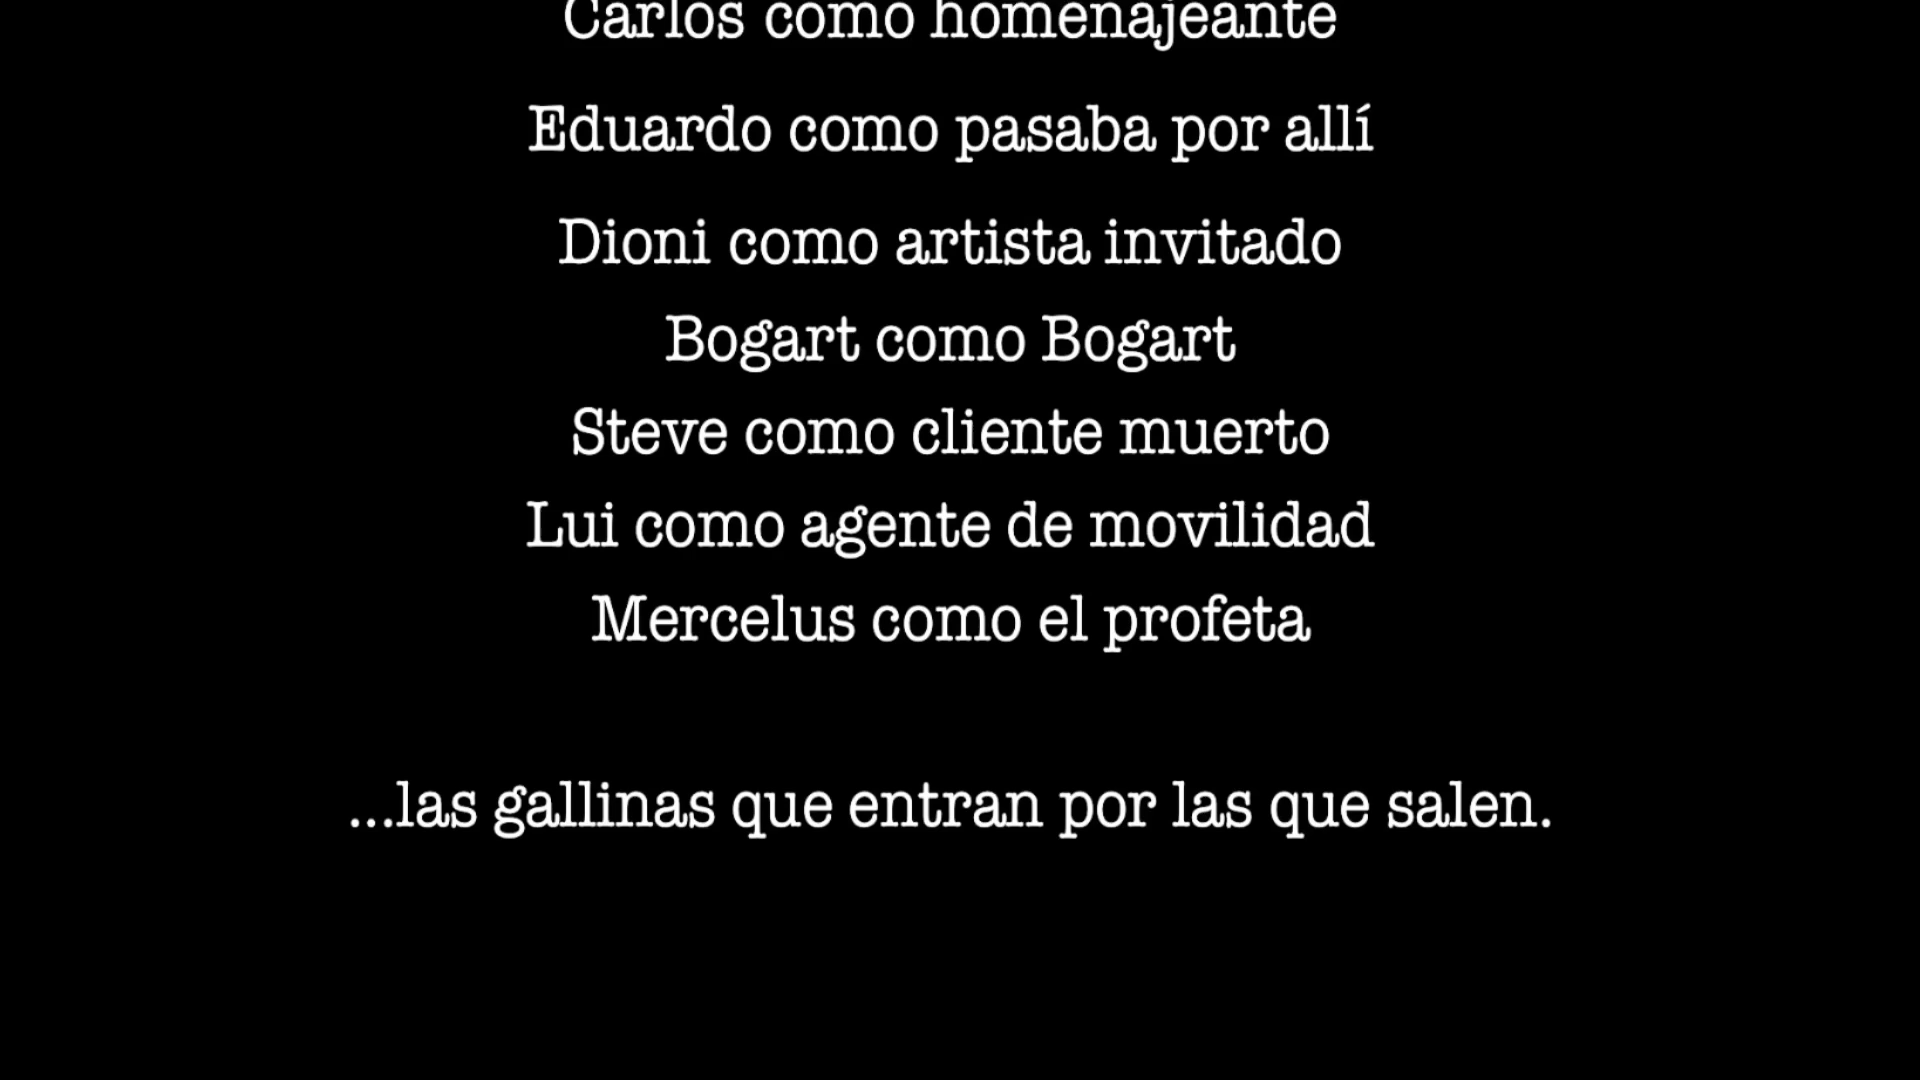 Carlos como homenajeante
Eduardo como pasaba por allí
Dioni como artista invitado
Bogart como Bogart
Steve como cliente muerto
Lui como agente de movilidad
Mercelus como el profeta
...las gallinas que entran por las que salen.